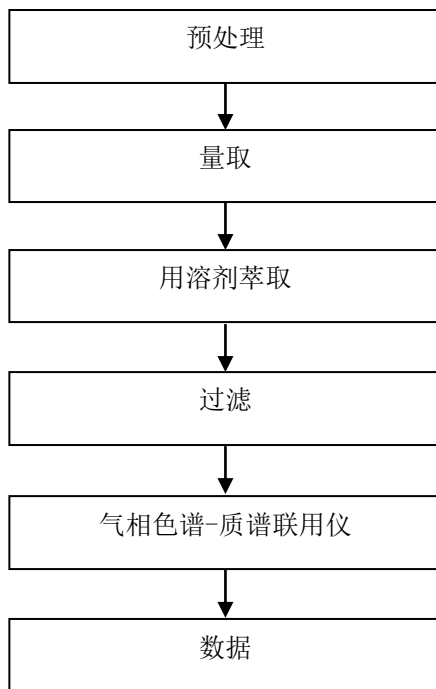 预处理
量取
用溶剂萃取
过滤
气相色谱-质谱联用仪
数据